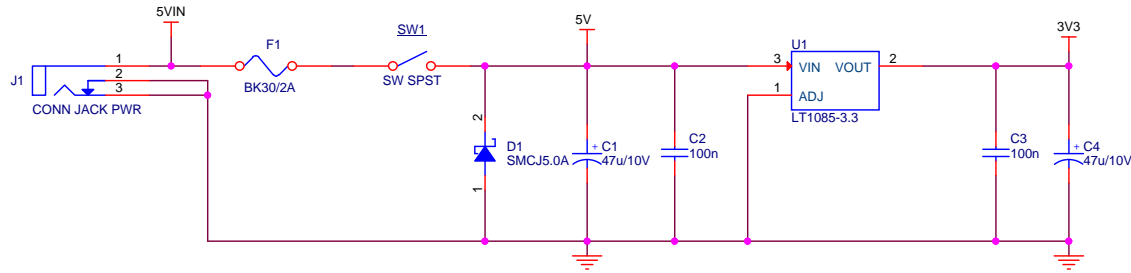 5VIN
5V
3V3
J1
1
2
3
CONN JACK PWR
F1
BK30/2A
SW1
SW SPST
U1
3
VIN
VOUT
2
1
ADJ
LT1085-3.3
2
D1
SMCJ5.0A
1
+
C1
47u/10V
C2
100n
C3
100n
+
C4
47u/10V